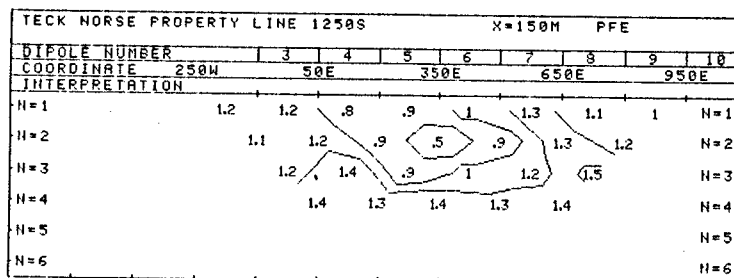 TECK NORSE PROPERTY LINE 1250S X=150M PFE
DIPOLE NUMBER 3 4 5 6 7 8 9 10
COORDINATE 250W 50E 350E 650E 950E
INTERPRETATION
N=1 1.2 1.2 .8 .9 1 1.3 1.1 1 N=1
N=2 1.1 1.2 .9 .5 .9 1.3 1.2 N=2
N=3 1.2 1.4 .9 1 1.2 1.5 N=3
N=4 1.4 1.3 1.4 1.3 1.4 N=4
N=5 N=5
N=6 N=6